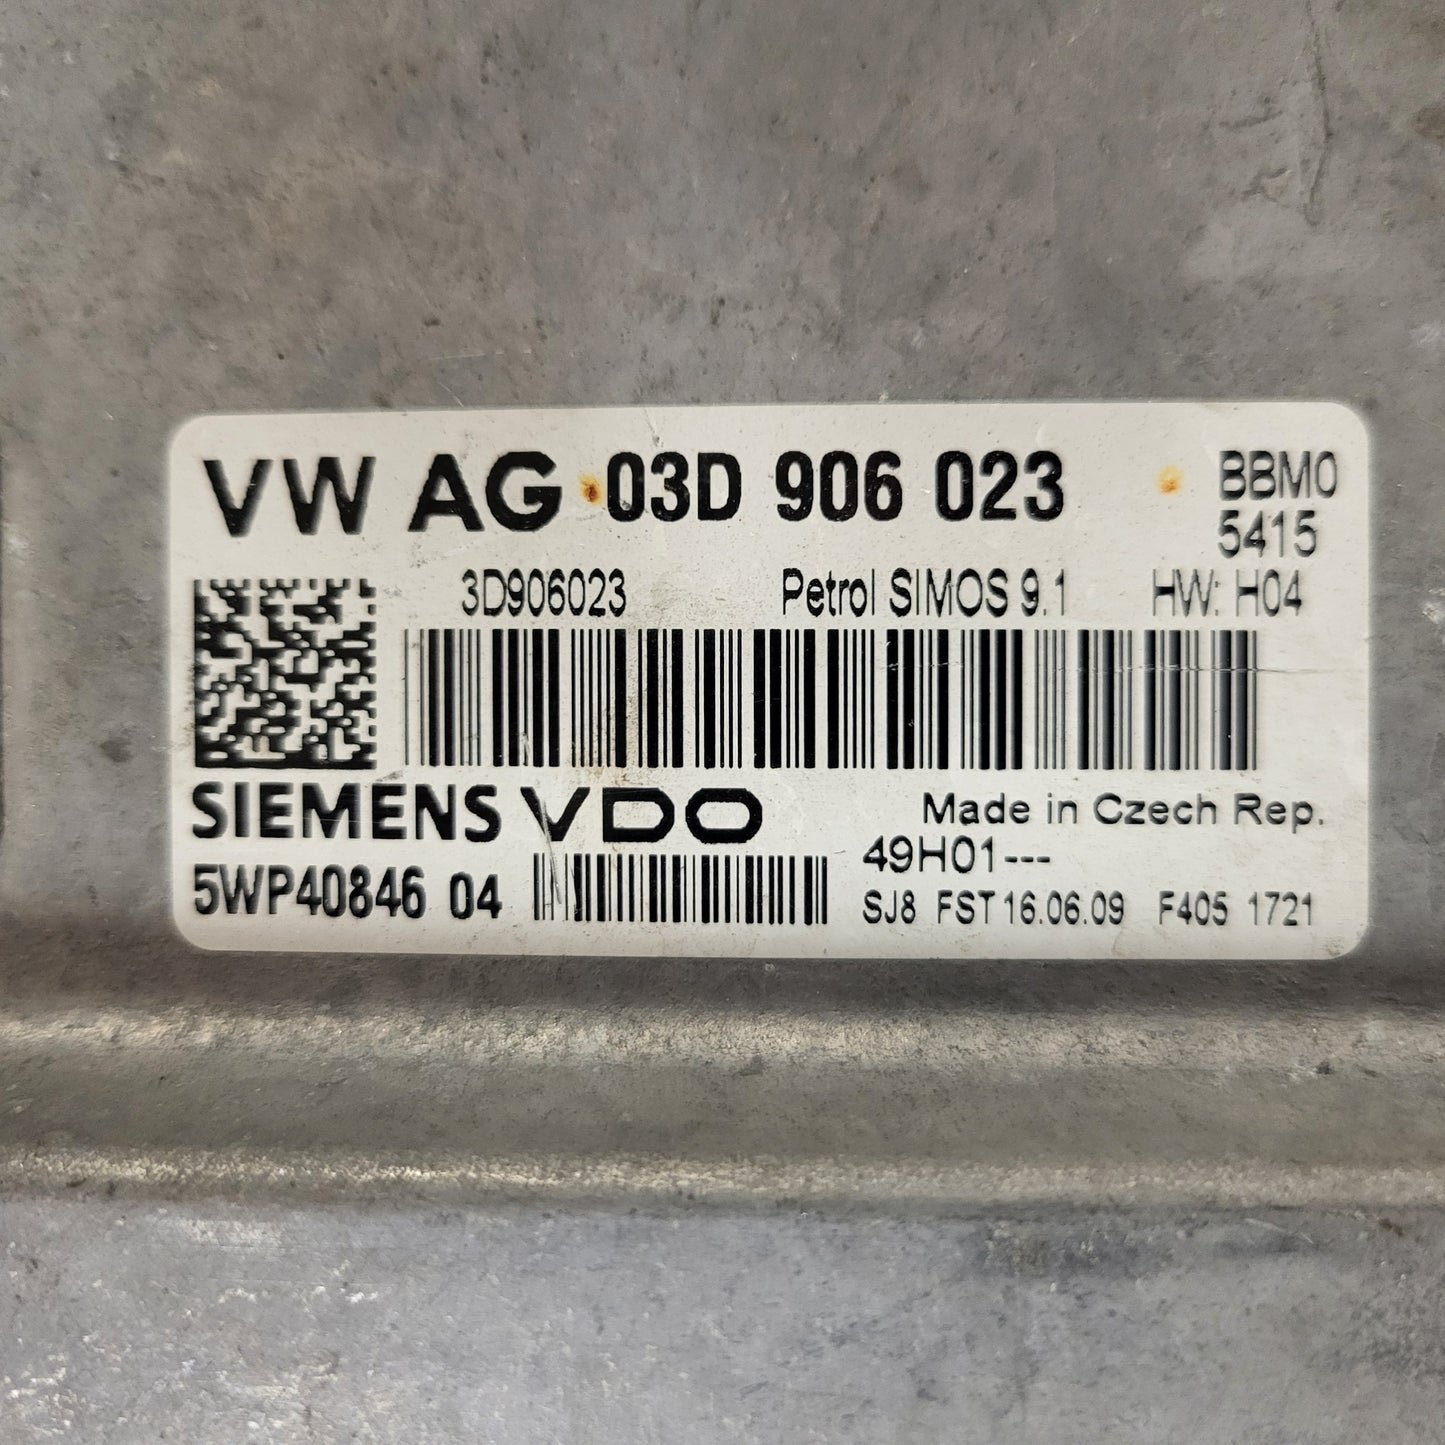 VW AG 03D 906 023 BBM0
5415
3D906023 Petrol SIMOS 9.1 HW: H04
SIEMENS VDO Made in Czech Rep.
49H01---
5WP40846 04 SJ8 FST 16.06.09 F405 1721